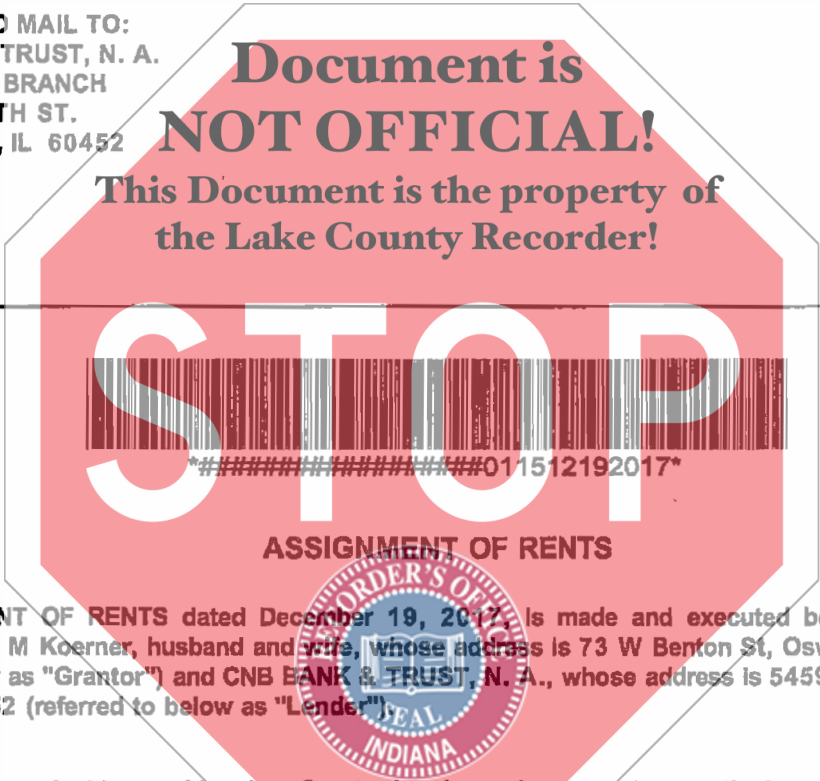 MAIL TO:
TRUST, N. A.
BRANCH
TH ST.
, IL 60452
Document is
NOT OFFICIAL!
This Document is the property of
the Lake County Recorder!
STOP
*##################011512192017*
ASSIGNMENT OF RENTS
RECORDER'S OFFICE
NT OF RENTS dated December 19, 2017, is made and executed be
M Koerner, husband and wife, whose address is 73 W Benton St, Osw
as "Grantor") and CNB BANK & TRUST, N. A., whose address is 5459
2 (referred to below as "Lender").
SEAL
INDIANA